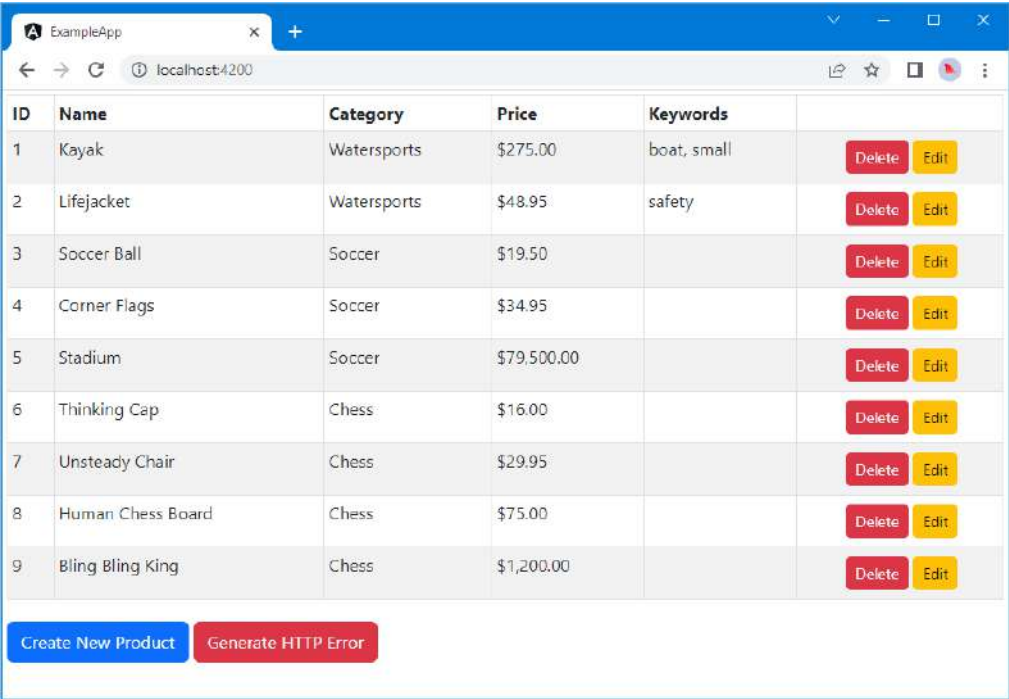 ExampleApp
localhost:4200
ID Name Category Price Keywords
1 Kayak Watersports $275.00 boat, small Delete Edit
2 Lifejacket Watersports $48.95 safety Delete Edit
3 Soccer Ball Soccer $19.50 Delete Edit
4 Corner Flags Soccer $34.95 Delete Edit
5 Stadium Soccer $79,500.00 Delete Edit
6 Thinking Cap Chess $16.00 Delete Edit
7 Unsteady Chair Chess $29.95 Delete Edit
8 Human Chess Board Chess $75.00 Delete Edit
9 Bling Bling King Chess $1,200.00 Delete Edit
Create New Product Generate HTTP Error